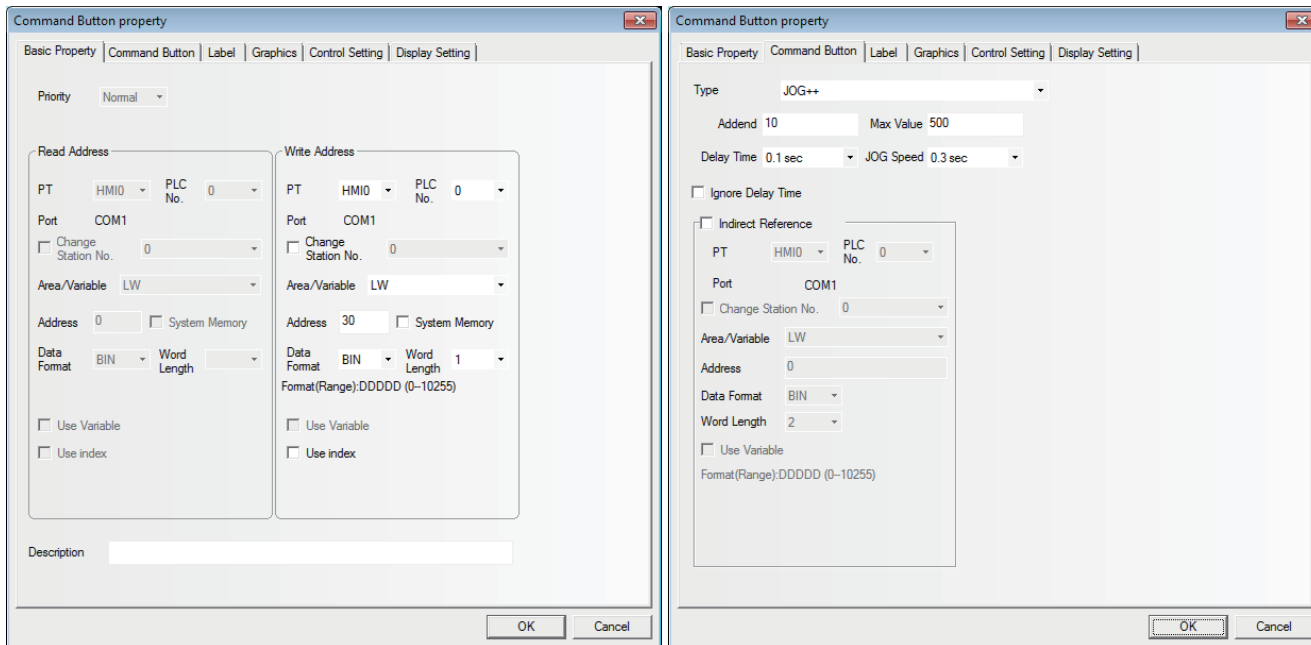 Command Button property
Basic Property Command Button Label Graphics Control Setting Display Setting
Priority Normal
Read Address
PT HMI0 PLC No. 0
Port COM1
Change Station No. 0
Area/Variable LW
Address 0 System Memory
Data Format BIN Word Length
Use Variable
Use index
Write Address
PT HMI0 PLC No. 0
Port COM1
Change Station No. 0
Area/Variable LW
Address 30 System Memory
Data Format BIN Word Length 1
Format(Range):DDDDD (0--10255)
Use Variable
Use index
Description
OK Cancel
Command Button property
Basic Property Command Button Label Graphics Control Setting Display Setting
Type JOG++
Addend 10 Max Value 500
Delay Time 0.1 sec JOG Speed 0.3 sec
Ignore Delay Time
Indirect Reference
PT HMI0 PLC No. 0
Port COM1
Change Station No. 0
Area/Variable LW
Address 0
Data Format BIN
Word Length 2
Use Variable
Format(Range):DDDDD (0--10255)
OK Cancel